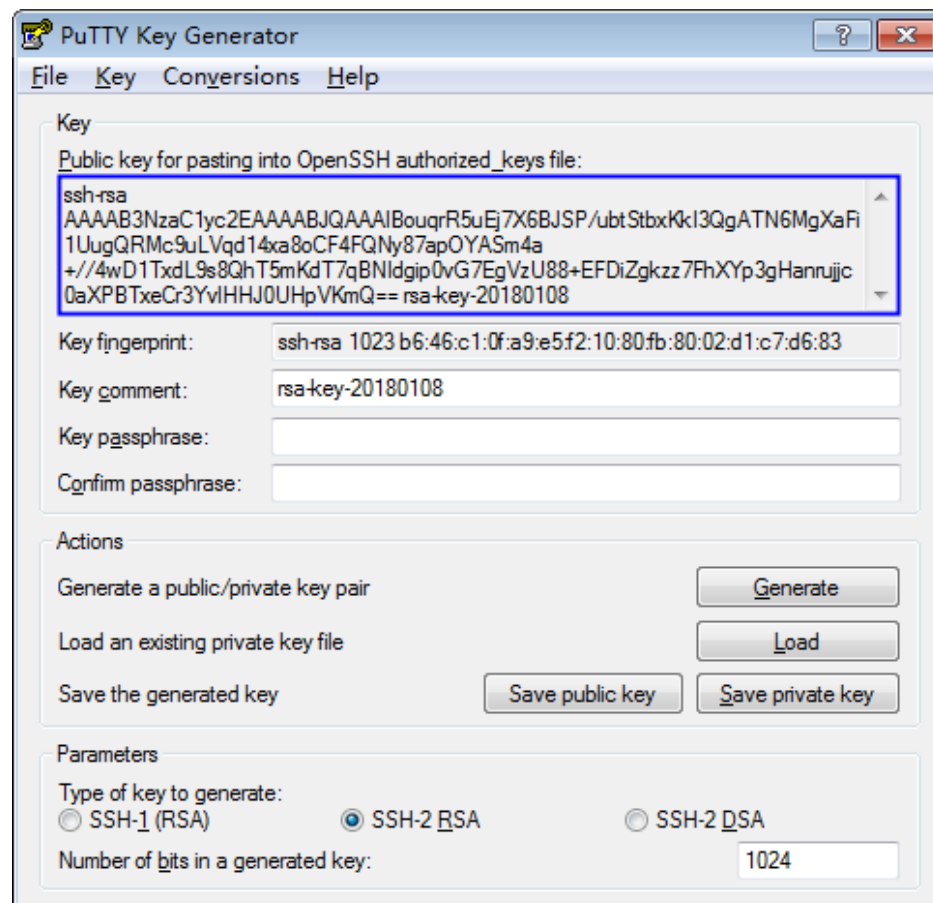 PuTTY Key Generator
File Key Conversions Help
Key
Public key for pasting into OpenSSH authorized_keys file:
ssh-rsa
AAAAB3NzaC1yc2EAAAABJQAAAIBouqrR5uEj7X6BJSP/ubtStbxKkI3QgATN6MgXaFi
1UugQRMc9uLVqd14xa8oCF4FQNy87apOYASm4a
+//4wD1TxdL9s8QhT5mKdT7qBNIdgip0vG7EgVzU88+EFDiZgkzz7FhXYp3gHanrujjc
0aXPBTxeCr3YvlHHJ0UHpVKmQ== rsa-key-20180108
Key fingerprint: ssh-rsa 1023 b6:46:c1:0f:a9:e5:f2:10:80:fb:80:02:d1:c7:d6:83
Key comment: rsa-key-20180108
Key passphrase:
Confirm passphrase:
Actions
Generate a public/private key pair Generate
Load an existing private key file Load
Save the generated key Save public key Save private key
Parameters
Type of key to generate:
SSH-1 (RSA) SSH-2 RSA SSH-2 DSA
Number of bits in a generated key: 1024